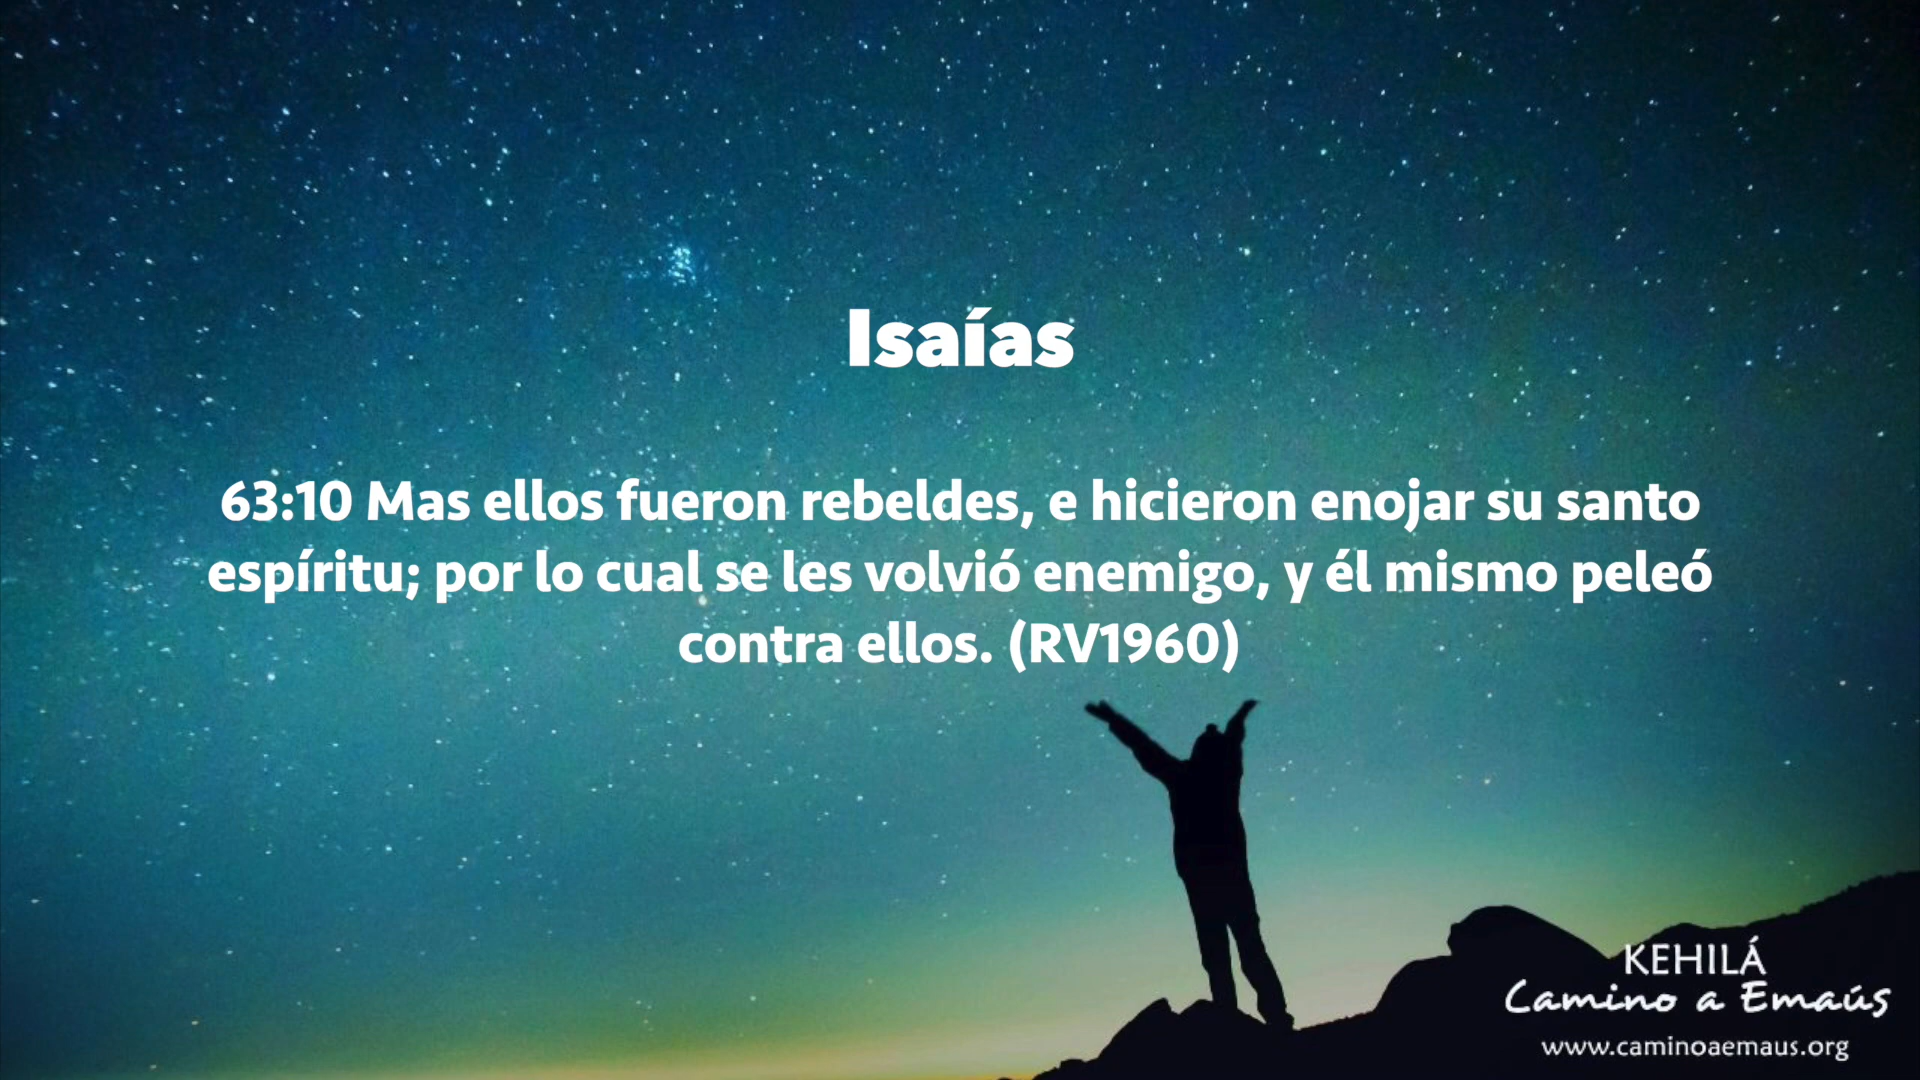 Isaías
63:10 Mas ellos fueron rebeldes, e hicieron enojar su santo
espíritu; por lo cual se les volvió enemigo, y él mismo peleó
contra ellos. (RV1960)
KEHILÁ
Camino a Emaús
www.caminoaemaus.org